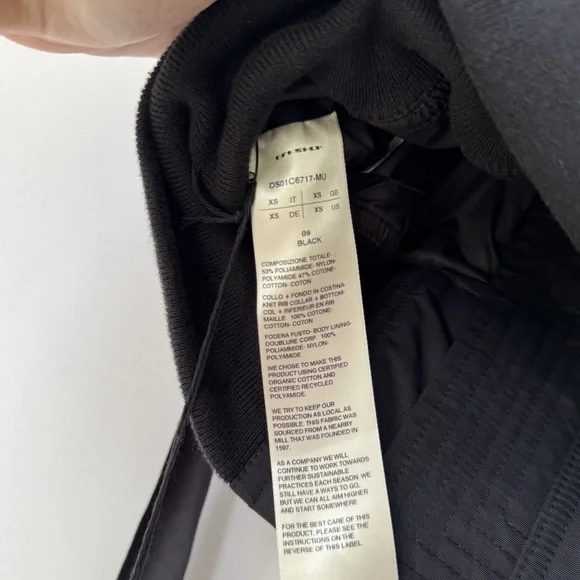 DS01C6717-MU
XS IT XS GB
XS DE XS US
09
BLACK
COMPOSIZIONE TOTALE-
53% POLIAMMIDE-NYLON-
POLYAMIDE 47% COTONE-
COTTON- COTON
COLLO + FONDO IN COSTINA-
KNIT RIB COLLAR + BOTTOM-
COL + INFERIEUR EN RIB
MAILLE 100% COTONE-
COTTON- COTON
FODERA FUSTO- BODY LINING-
DOUBLURE CORP 100%
POLIAMMIDE- NYLON-
POLYAMIDE
WE CHOSE TO MAKE THIS
PRODUCT USING CERTIFIED
ORGANIC COTTON AND
CERTIFIED RECYCLED
POLYAMIDE.
WE TRY TO KEEP OUR
PRODUCTION AS LOCAL AS
POSSIBLE. THIS FABRIC WAS
SOURCED FROM A NEARBY
MILL THAT WAS FOUNDED IN
1597.
AS A COMPANY WE WILL
CONTINUE TO WORK TOWARDS
FURTHER SUSTAINABLE
PRACTICES EACH SEASON. WE
STILL HAVE A WAYS TO GO,
BUT WE CAN ALL AIM HIGHER
AND START SOMEWHERE.
FOR THE BEST CARE OF THIS
PRODUCT, PLEASE SEE THE
INSTRUCTIONS ON THE
REVERSE OF THIS LABEL.